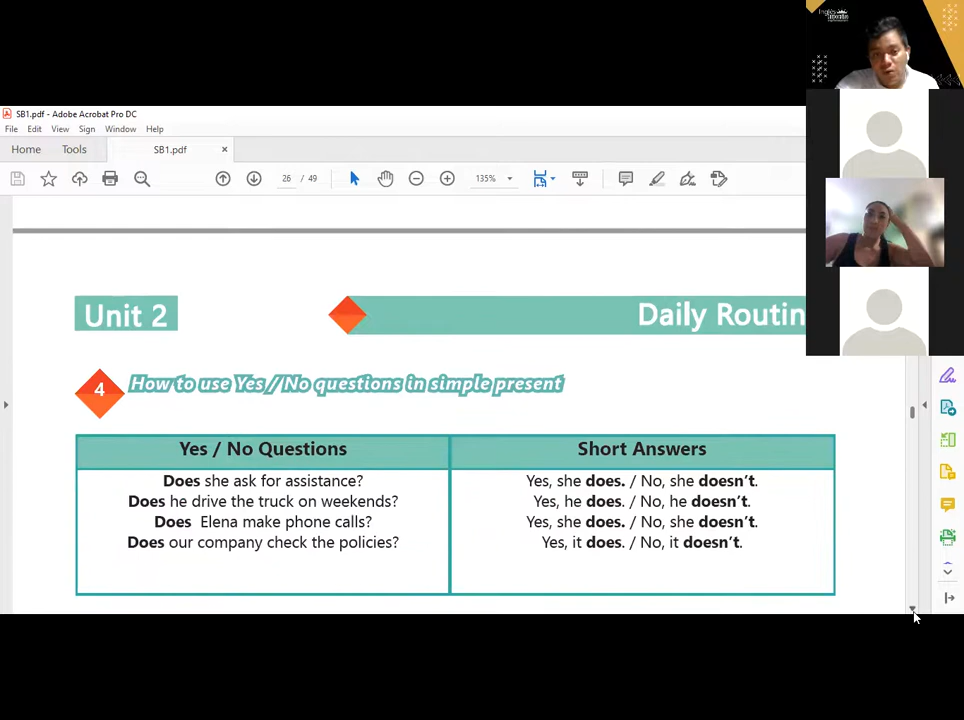 Inglés
SB1.pdf - Adobe Acrobat Pro DC
File Edit View Sign Window Help
Home Tools SB1.pdf ×
26 / 49 135%
Unit 2 Daily Routin
4 How to use Yes / No questions in simple present
Yes / No Questions Short Answers
Does she ask for assistance? Yes, she does. / No, she doesn't.
Does he drive the truck on weekends? Yes, he does. / No, he doesn't.
Does Elena make phone calls? Yes, she does. / No, she doesn't.
Does our company check the policies? Yes, it does. / No, it doesn't.